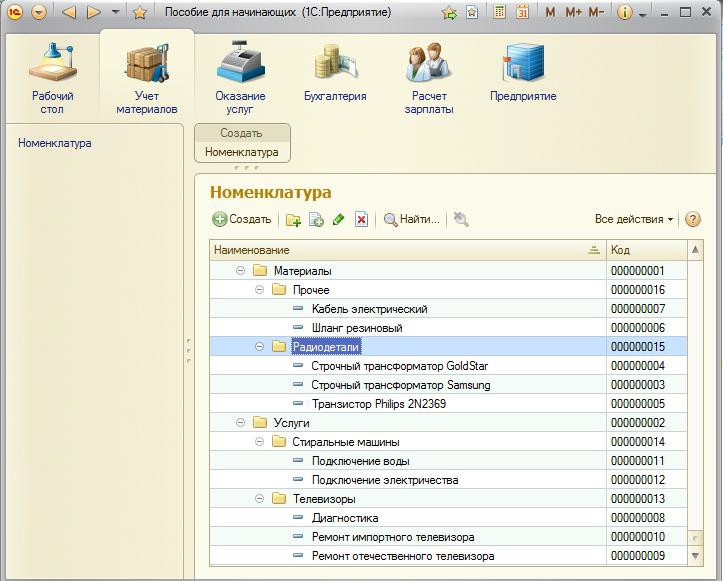 Пособие для начинающих (1С:Предприятие)
M M+ M-
31
Рабочий стол
Учет материалов
Оказание услуг
Бухгалтерия
Расчет зарплаты
Предприятие
Номенклатура
Создать
Номенклатура
Номенклатура
Создать Найти... Все действия
Наименование Код
Материалы 000000001
Прочее 000000016
Кабель электрический 000000007
Шланг резиновый 000000006
Радиодетали 000000015
Строчный трансформатор GoldStar 000000004
Строчный трансформатор Samsung 000000003
Транзистор Philips 2N2369 000000005
Услуги 000000002
Стиральные машины 000000014
Подключение воды 000000011
Подключение электричества 000000012
Телевизоры 000000013
Диагностика 000000008
Ремонт импортного телевизора 000000010
Ремонт отечественного телевизора 000000009